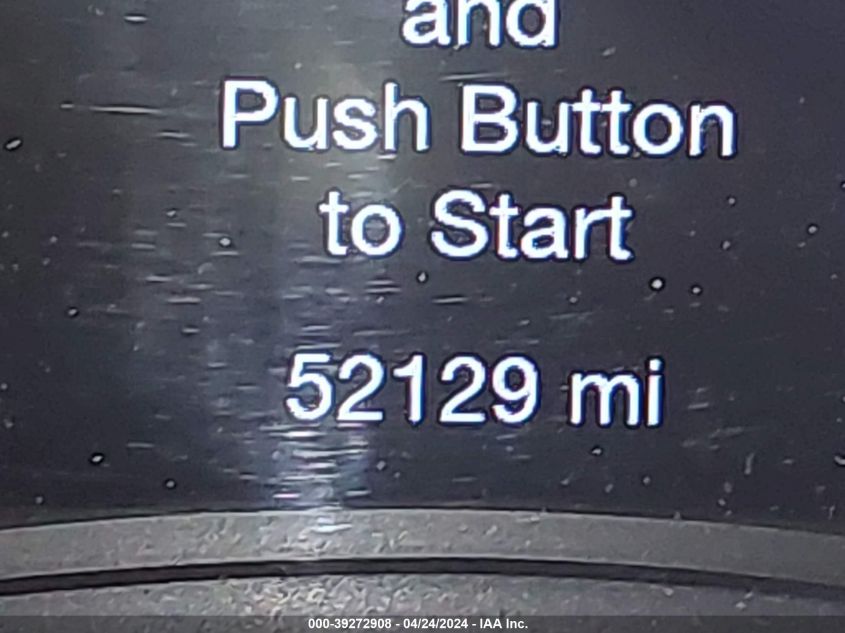 and
Push Button
to Start
52129 mi
000-39272908 - 04/24/2024 - IAA Inc.